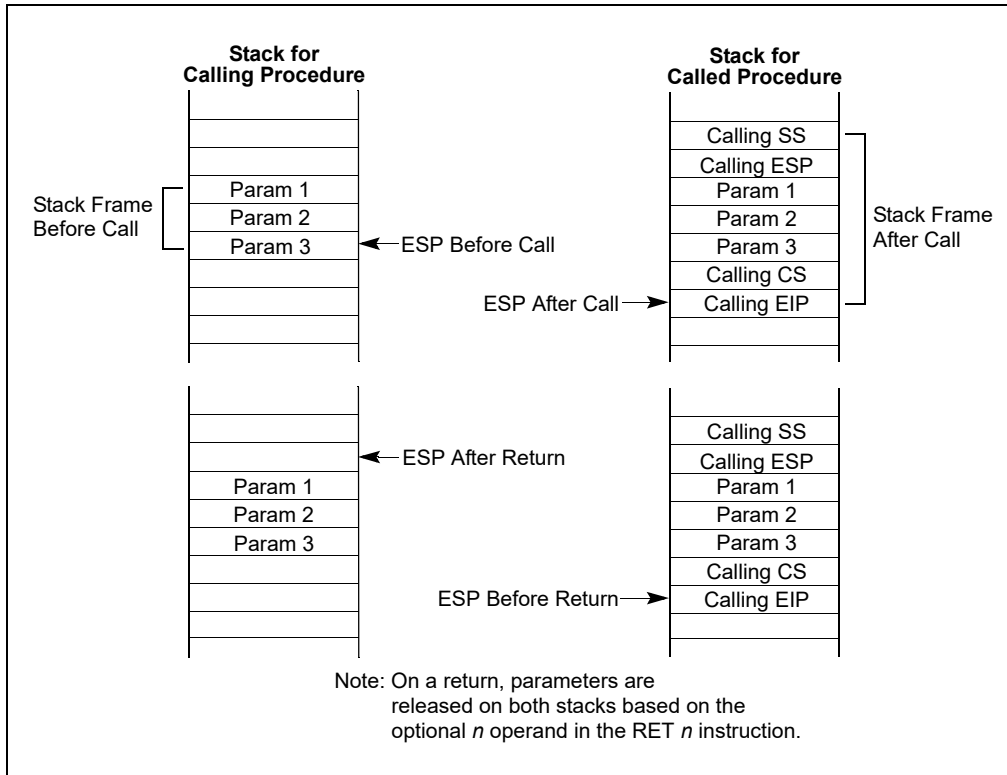 Stack for
Calling Procedure
Stack for
Called Procedure
Stack Frame
Before Call
Param 1
Param 2
Param 3
ESP Before Call
ESP After Call
Calling SS
Calling ESP
Param 1
Param 2
Param 3
Calling CS
Calling EIP
Stack Frame
After Call
ESP After Return
Param 1
Param 2
Param 3
ESP Before Return
Calling SS
Calling ESP
Param 1
Param 2
Param 3
Calling CS
Calling EIP
Note: On a return, parameters are
released on both stacks based on the
optional n operand in the RET n instruction.